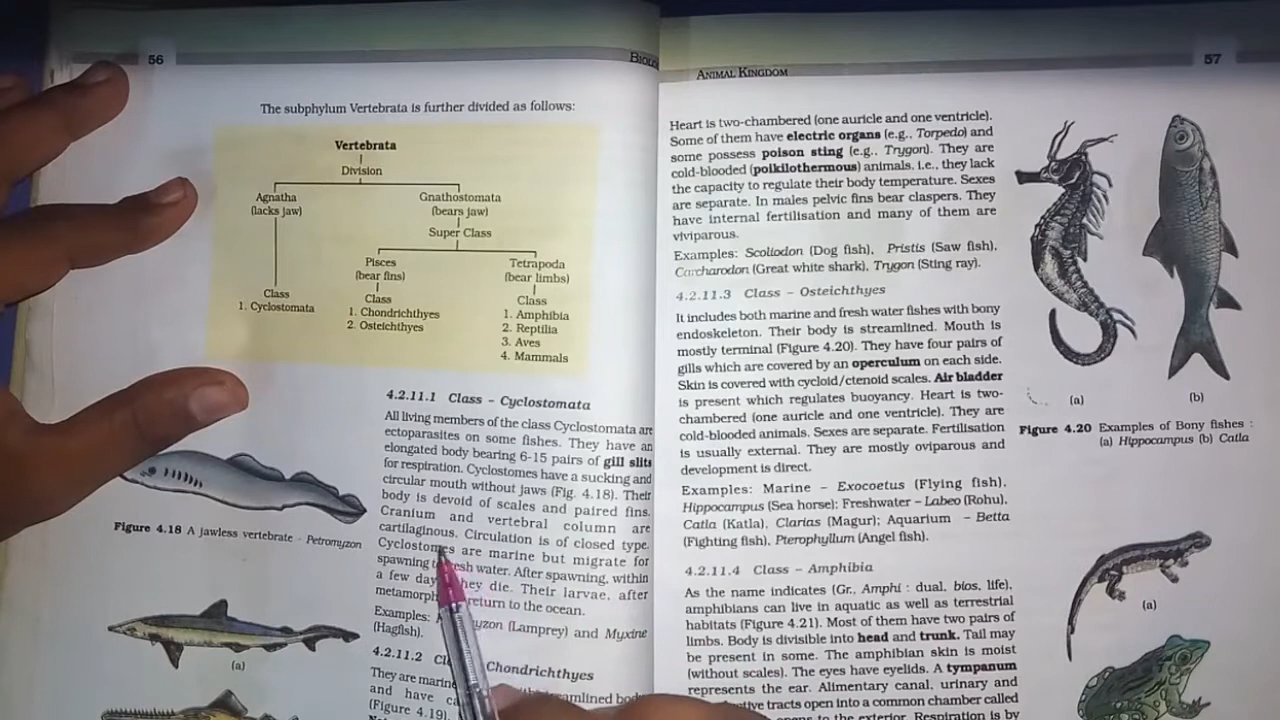 56
BIOLO
The subphylum Vertebrata is further divided as follows:
Vertebrata
Division
Agnatha
(lacks jaw)
Gnathostomata
(bears jaw)
Super Class
Pisces
(bear fins)
Tetrapoda
(bear limbs)
Class
1. Cyclostomata
Class
1. Chondrichthyes
2. Osteichthyes
Class
1. Amphibia
2. Reptilia
3. Aves
4. Mammals
4.2.11.1 Class – Cyclostomata
All living members of the class Cyclostomata are
ectoparasites on some fishes. They have an
elongated body bearing 6-15 pairs of gill slits
for respiration. Cyclostomes have a sucking and
circular mouth without jaws (Fig. 4.18). Their
body is devoid of scales and paired fins.
Cranium and vertebral column are
cartilaginous. Circulation is of closed type.
Cyclostomes are marine but migrate for
spawning fresh water. After spawning, within
a few they die. Their larvae, after
return to the ocean.
Examples: (Lamprey) and Myxine
(Hagfish).
Figure 4.18 A jawless vertebrate - Petromyzon
(a)
4.2.11.2 Chondrichthyes
They are marine
and have
(Figure 4.19).
ANIMAL KINGDOM
57
Heart is two-chambered (one auricle and one ventricle).
Some of them have electric organs (e.g., Torpedo) and
some possess poison sting (e.g., Trygon). They are
cold-blooded (poikilothermous) animals, i.e., they lack
the capacity to regulate their body temperature. Sexes
are separate. In males pelvic fins bear claspers. They
have internal fertilisation and many of them are
viviparous.
Examples: Scoliodon (Dog fish), Pristis (Saw fish),
Carcharodon (Great white shark), Trygon (Sting ray).
4.2.11.3 Class – Osteichthyes
It includes both marine and fresh water fishes with bony
endoskeleton. Their body is streamlined. Mouth is
mostly terminal (Figure 4.20). They have four pairs of
gills which are covered by an operculum on each side.
Skin is covered with cycloid/ctenoid scales. Air bladder
is present which regulates buoyancy. Heart is two-
chambered (one auricle and one ventricle). They are
cold-blooded animals. Sexes are separate. Fertilisation
is usually external. They are mostly oviparous and
development is direct.
Examples: Marine – Exocoetus (Flying fish),
Hippocampus (Sea horse); Freshwater – Labeo (Rohu),
Catla (Katla), Clarias (Magur); Aquarium – Betta
(Fighting fish), Pterophyllum (Angel fish).
(a)
(b)
Figure 4.20 Examples of Bony fishes :
(a) Hippocampus (b) Catla
4.2.11.4 Class – Amphibia
As the name indicates (Gr., Amphi : dual, bios, life),
amphibians can live in aquatic as well as terrestrial
habitats (Figure 4.21). Most of them have two pairs of
limbs. Body is divisible into head and trunk. Tail may
be present in some. The amphibian skin is moist
(without scales). The eyes have eyelids. A tympanum
represents the ear. Alimentary canal, urinary and
tracts open into a common chamber called
to the exterior. Respiration is by
(a)